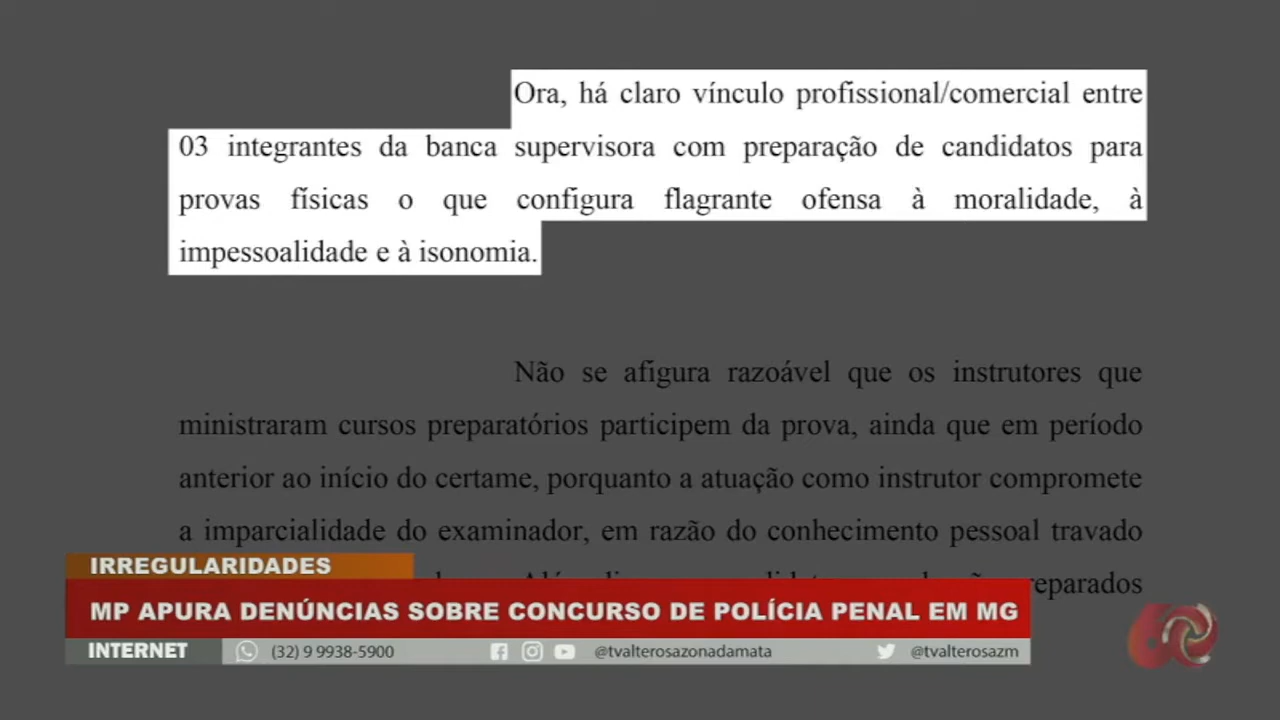 Ora, há claro vínculo profissional/comercial entre
03 integrantes da banca supervisora com preparação de candidatos para
provas físicas o que configura flagrante ofensa à moralidade, à
impessoalidade e à isonomia.
Não se afigura razoável que os instrutores que
ministraram cursos preparatórios participem da prova, ainda que em período
anterior ao início do certame, porquanto a atuação como instrutor compromete
a imparcialidade do examinador, em razão do conhecimento pessoal travado
IRREGULARIDADES
MP APURA DENÚNCIAS SOBRE CONCURSO DE POLÍCIA PENAL EM MG
INTERNET (32) 9 9938-5900 @tvalterosazonadamata @tvalterosazm